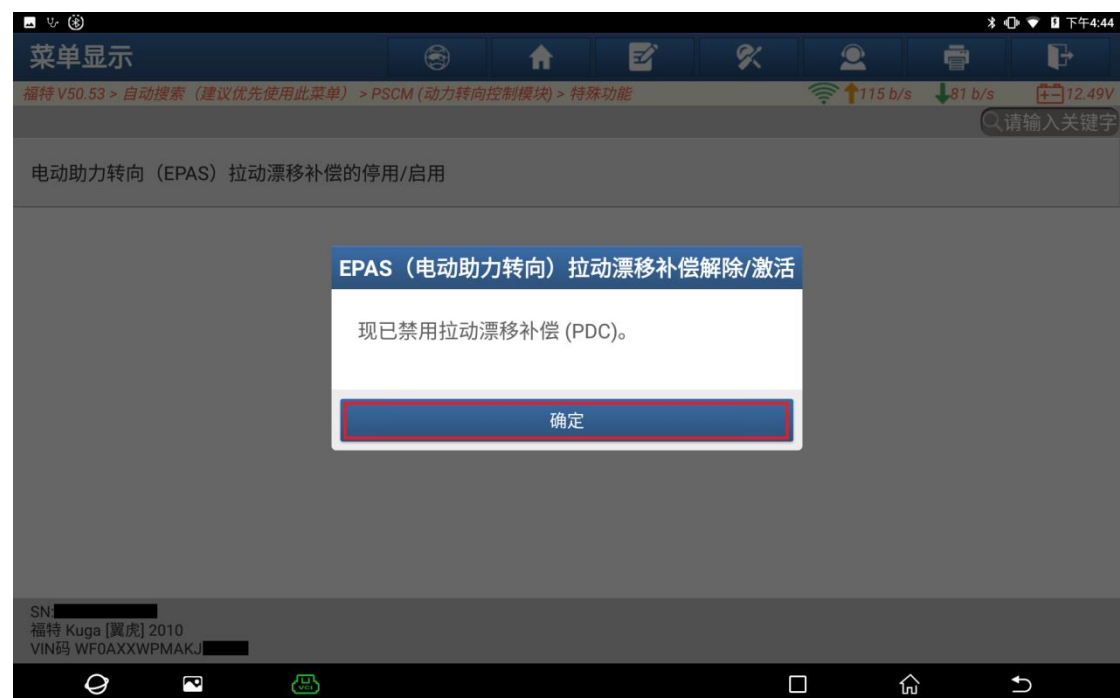 下午4:44
菜单显示
福特 V50.53 > 自动搜索（建议优先使用此菜单）> PSCM (动力转向控制模块) > 特殊功能
115 b/s
81 b/s
12.49V
请输入关键字
电动助力转向（EPAS）拉动漂移补偿的停用/启用
EPAS（电动助力转向）拉动漂移补偿解除/激活
现已禁用拉动漂移补偿 (PDC)。
确定
SN:
福特 Kuga [翼虎] 2010
VIN码 WF0AXXWPMAKJ
VCI